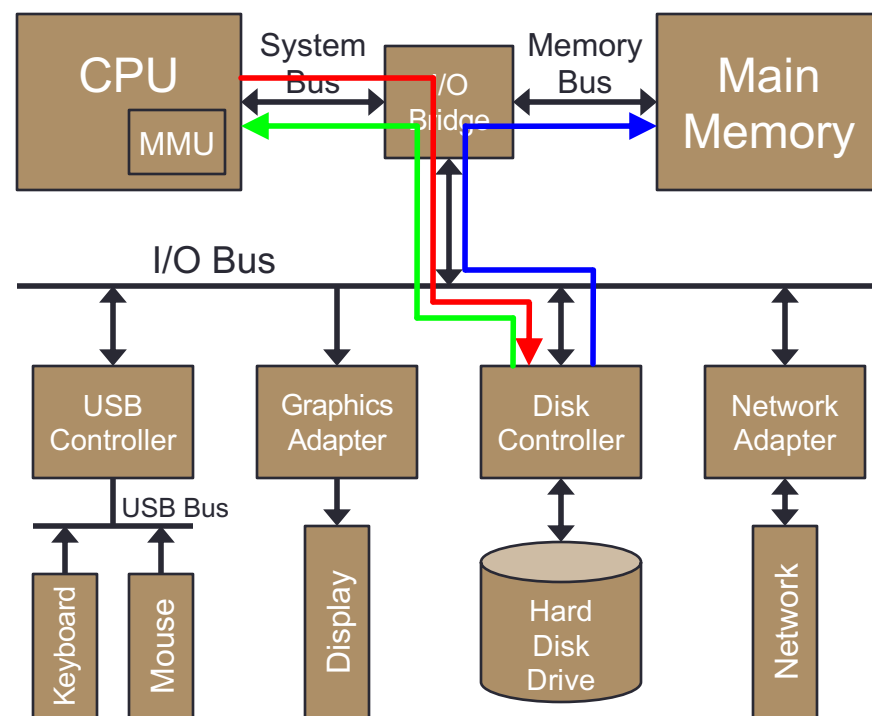 CPU
MMU
System
Bus
I/O
Bridge
Memory
Bus
Main
Memory
I/O Bus
USB
Controller
Graphics
Adapter
Disk
Controller
Network
Adapter
USB Bus
Keyboard
Mouse
Display
Hard
Disk
Drive
Network